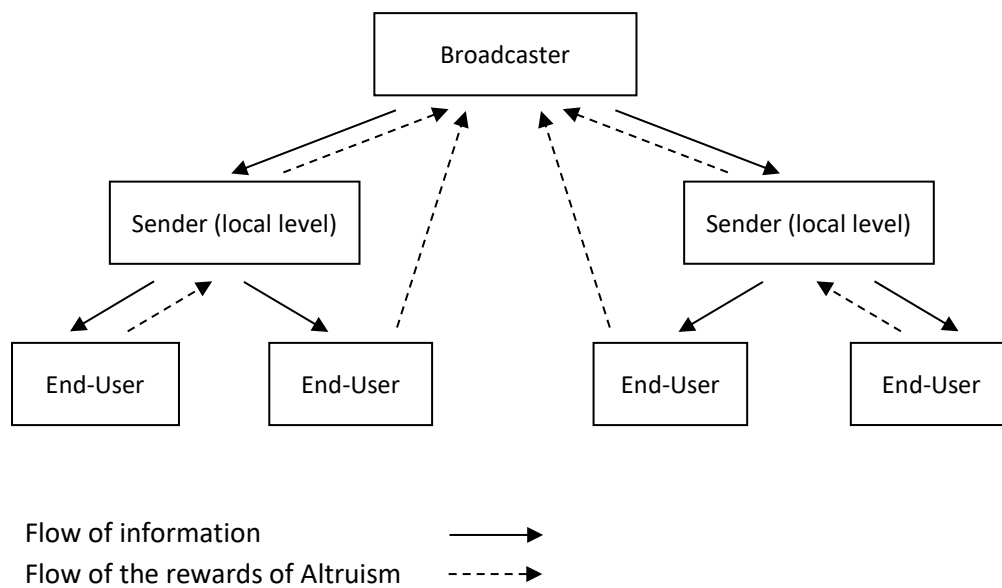 Broadcaster
Sender (local level)
Sender (local level)
End-User
End-User
End-User
End-User
Flow of information
Flow of the rewards of Altruism